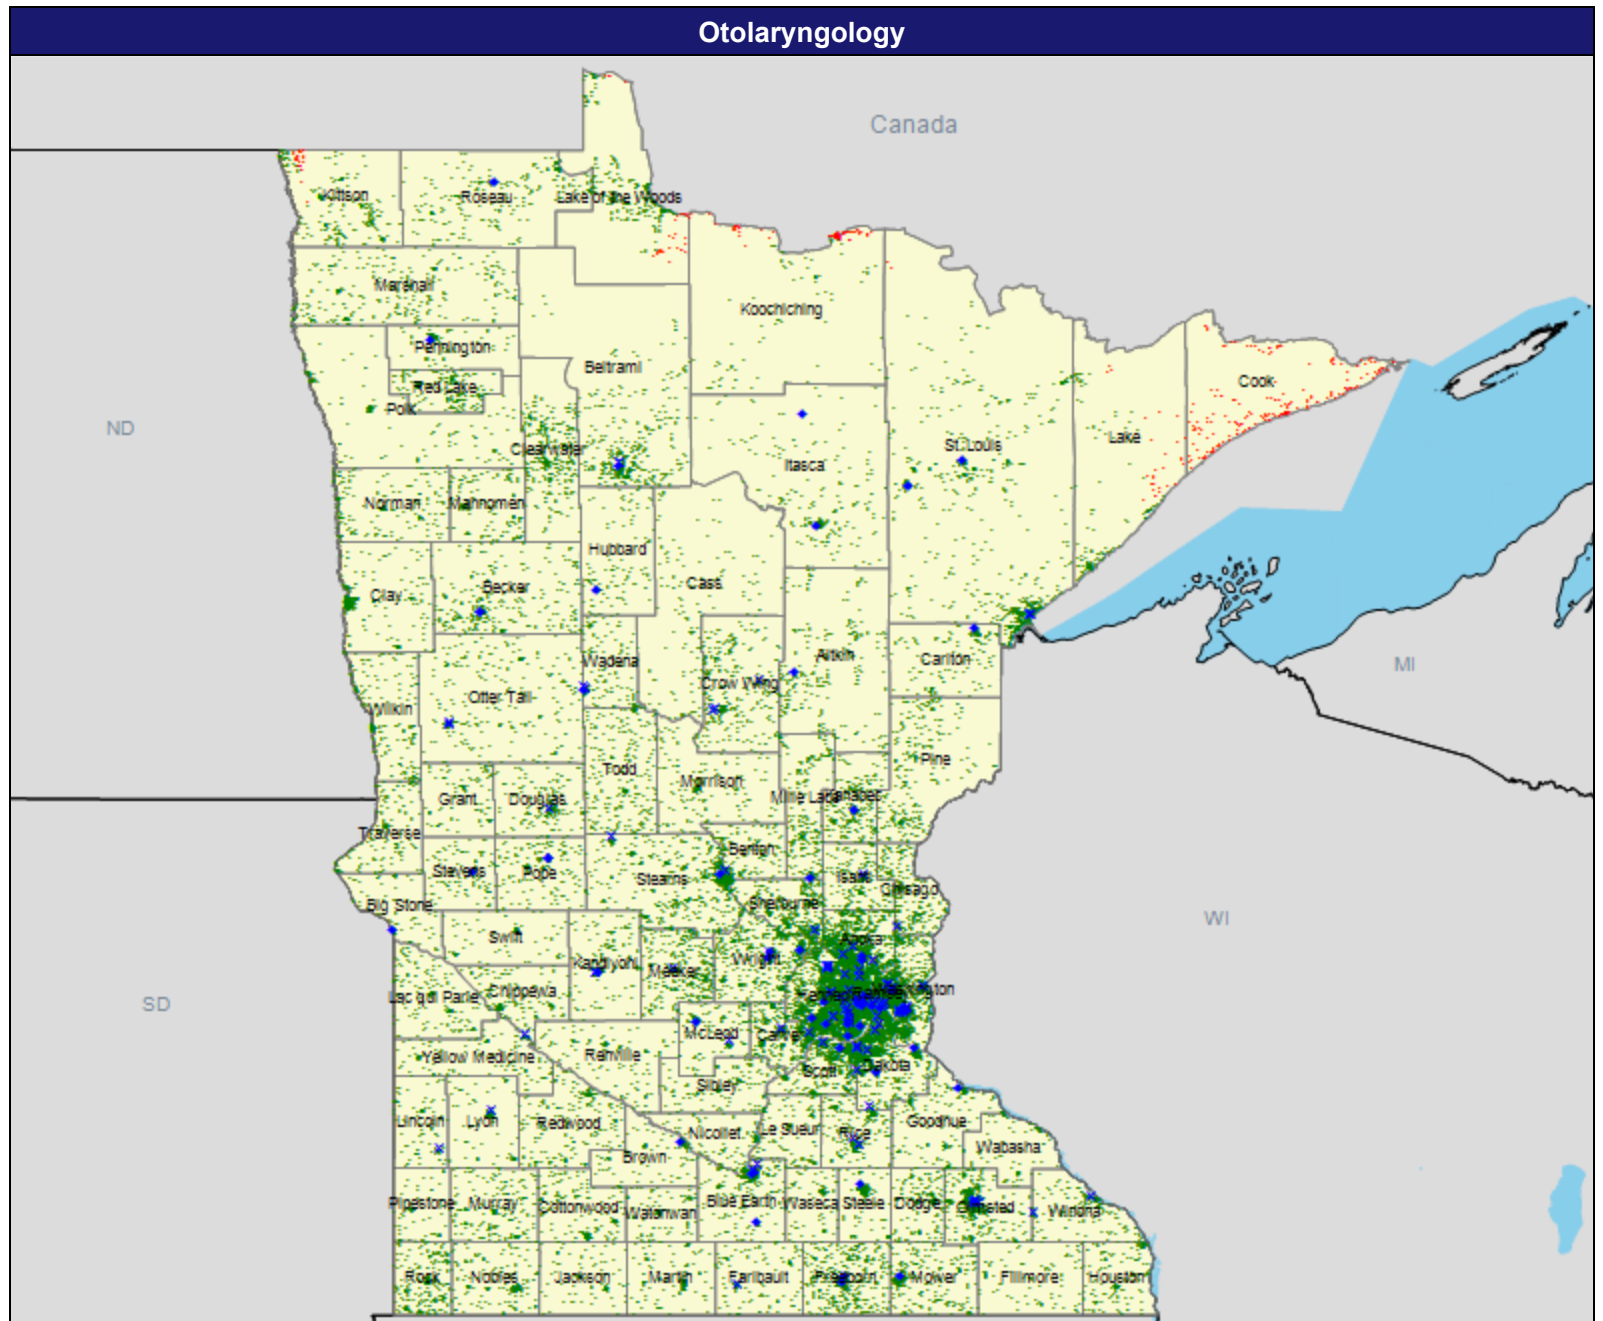 Otolaryngology
Canada
Kittson
Roseau
Lake of the Woods
Marshall
Koochiching
Pennington
Beltrami
Red Lake
Cook
Polk
ND
Lake
St. Louis
Clearwater
Itasca
Norman
Mahnomen
Hubbard
Cass
Becker
Clay
Aitkin
Carlton
Wadena
MI
Crow Wing
Otter Tail
Wilkin
Pine
Todd
Morrison
Mille Lacs
Kanabec
Grant
Douglas
Traverse
Benton
Stevens
Pope
Stearns
Isanti
Chisago
Big Stone
Sherburne
WI
Swift
Anoka
Wright
Kandiyohi
Meeker
Lac qui Parle
Chippewa
Hennepin
Ramsey
Washington
SD
McLeod
Carver
Yellow Medicine
Renville
Scott
Dakota
Sibley
Lincoln
Lyon
Redwood
Nicollet
Le Sueur
Rice
Goodhue
Wabasha
Brown
Pipestone
Murray
Cottonwood
Watonwan
Blue Earth
Waseca
Steele
Dodge
Olmsted
Winona
Rock
Nobles
Jackson
Martin
Faribault
Freeborn
Mower
Fillmore
Houston